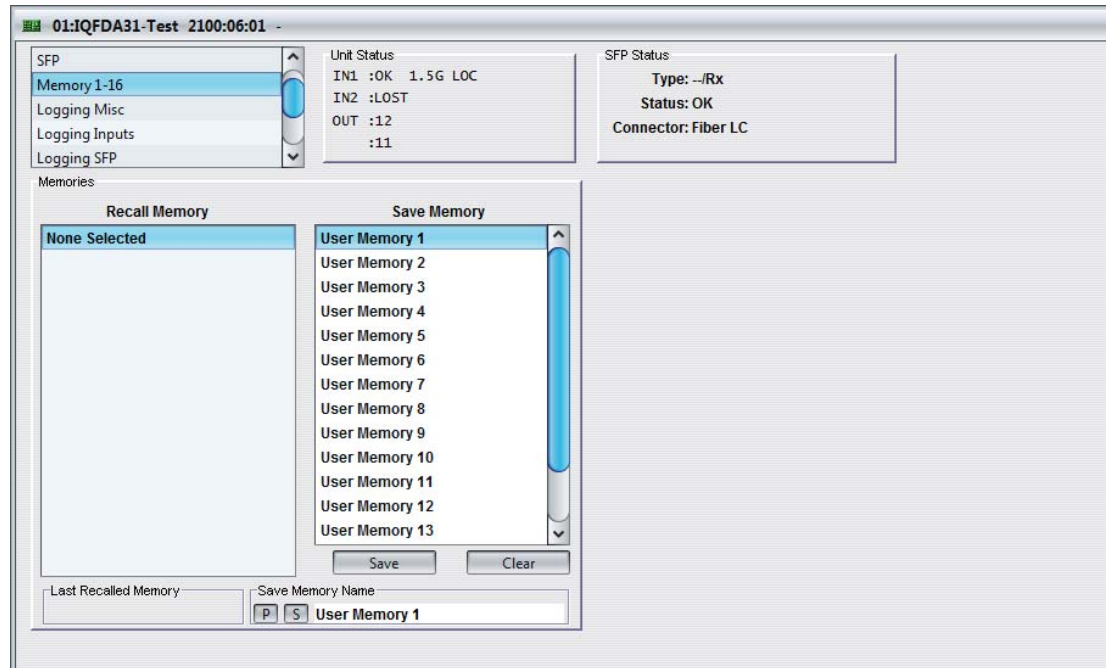 01:IQFDA31-Test 2100:06:01 -
SFP
Memory 1-16
Logging Misc
Logging Inputs
Logging SFP
Unit Status
IN1 :OK 1.5G LOC
IN2 :LOST
OUT :12
:11
SFP Status
Type: --/Rx
Status: OK
Connector: Fiber LC
Memories
Recall Memory
None Selected
Save Memory
User Memory 1
User Memory 2
User Memory 3
User Memory 4
User Memory 5
User Memory 6
User Memory 7
User Memory 8
User Memory 9
User Memory 10
User Memory 11
User Memory 12
User Memory 13
Save Clear
Last Recalled Memory
Save Memory Name
P S User Memory 1